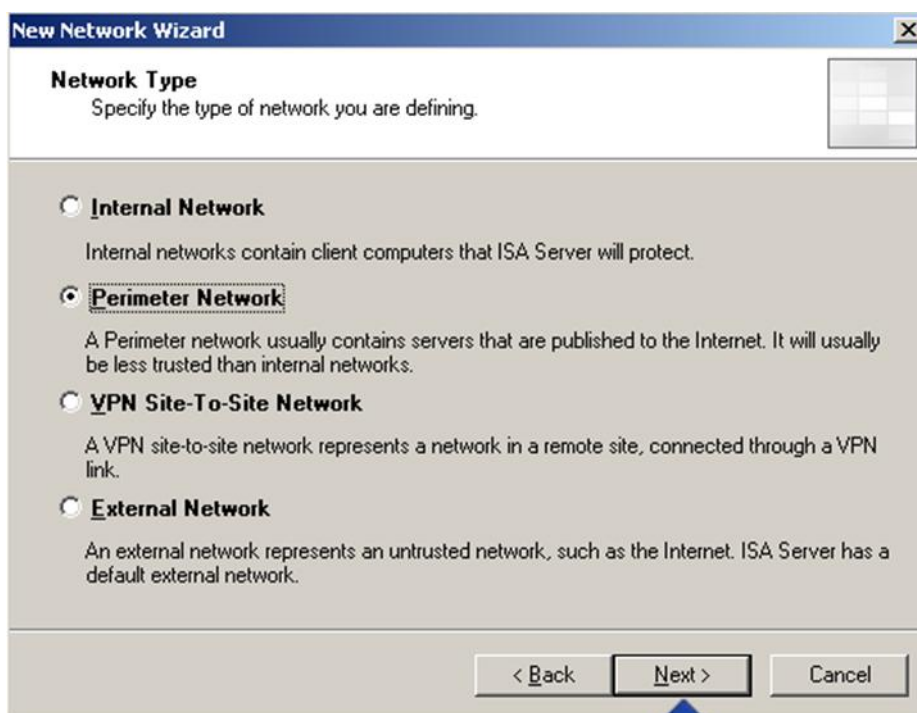 New Network Wizard
Network Type
Specify the type of network you are defining.
Internal Network
Internal networks contain client computers that ISA Server will protect.
Perimeter Network
A Perimeter network usually contains servers that are published to the Internet. It will usually
be less trusted than internal networks.
VPN Site-To-Site Network
A VPN site-to-site network represents a network in a remote site, connected through a VPN
link.
External Network
An external network represents an untrusted network, such as the Internet. ISA Server has a
default external network.
< Back Next > Cancel